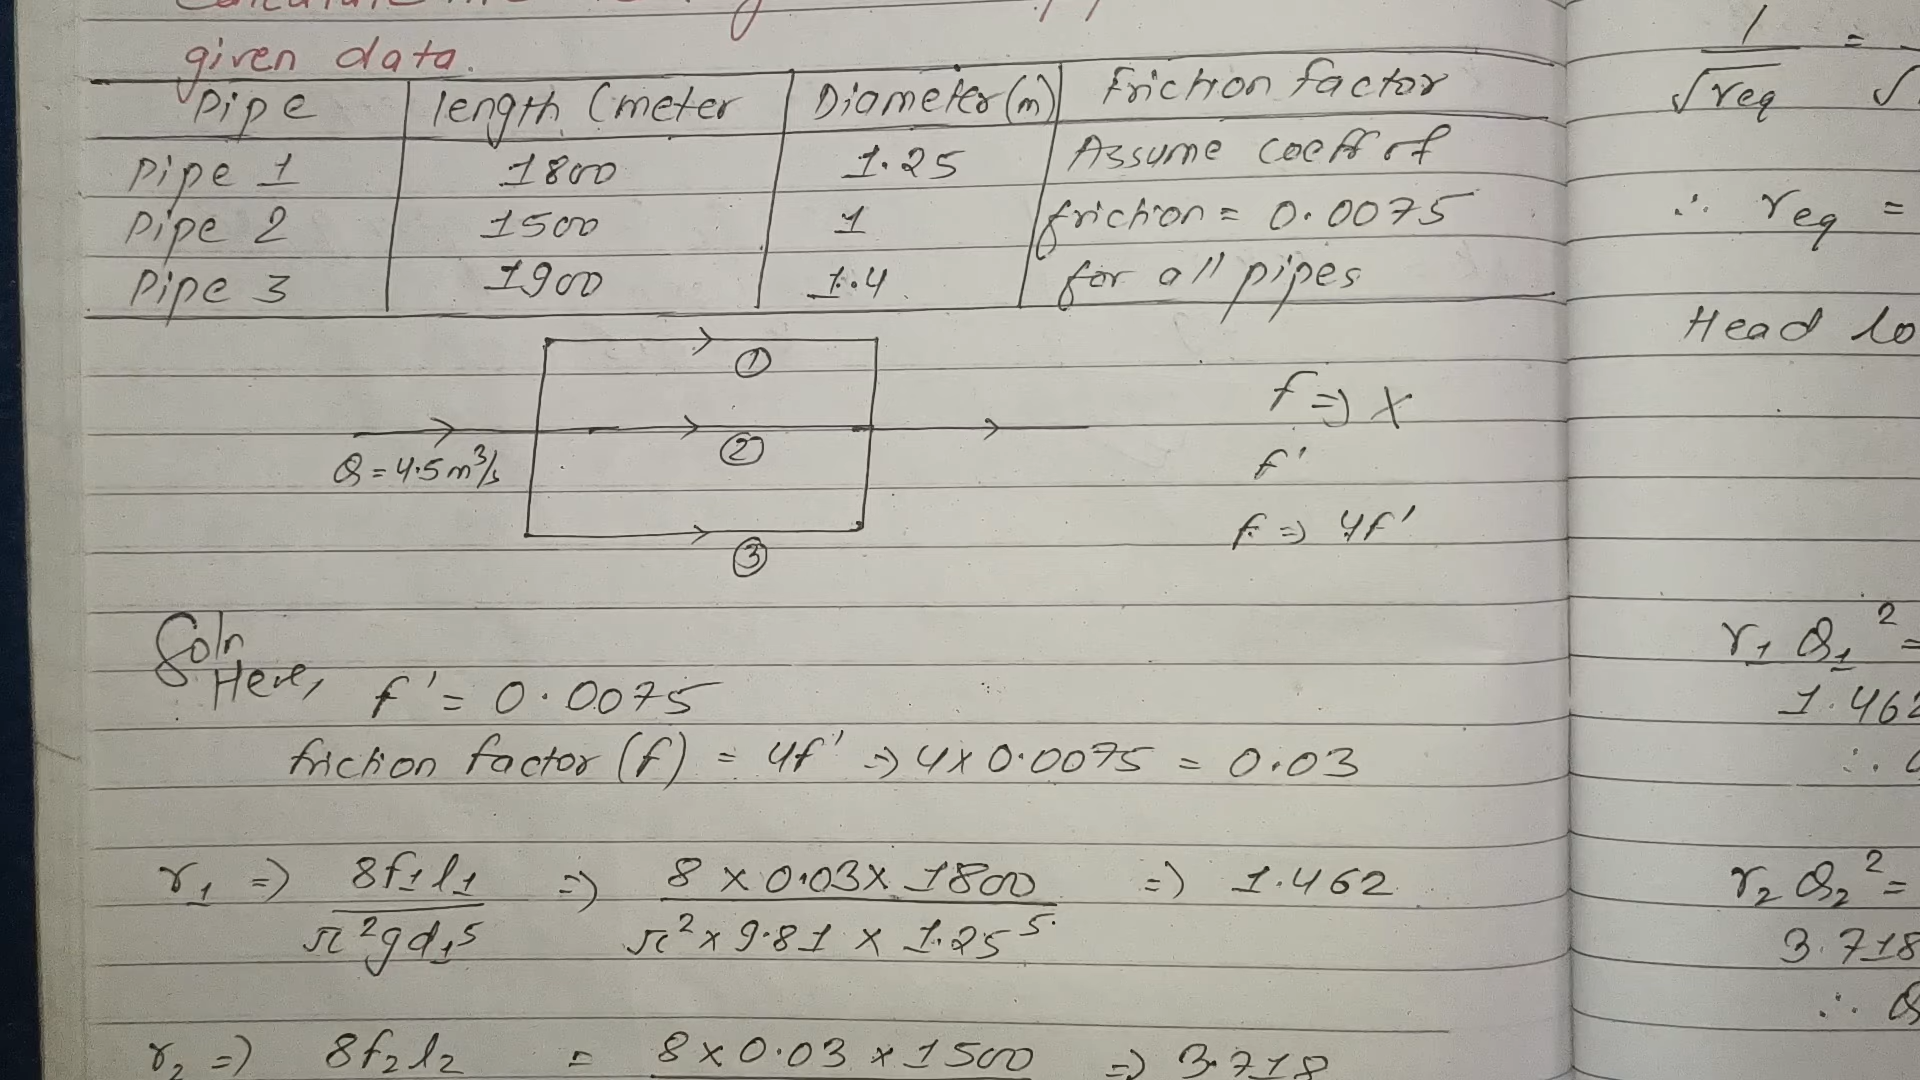 given data.
Pipe length (meter Diameter (m) Friction factor
Pipe 1 1800 1.25 Assume coeff of
Pipe 2 1500 1 friction = 0.0075
Pipe 3 1900 1.4 for all pipes
①
②
Q = 4.5 m³/s
③
f ⇒ X
f'
f ⇒ 4f'
Soln
Here, f' = 0.0075
friction factor (f) = 4f' ⇒ 4 x 0.0075 = 0.03
r₁ ⇒ 8f₁l₁ / π²gd₁⁵ ⇒ 8 x 0.03 x 1800 / π² x 9.81 x 1.25⁵ ⇒ 1.462
r₂ ⇒ 8f₂l₂ = 8 x 0.03 x 1500 ⇒ 3.718
1 / √req =
∴ req =
Head
r₁ Q₁² =
1.462
r₂ Q₂² =
3.718
∴ Q